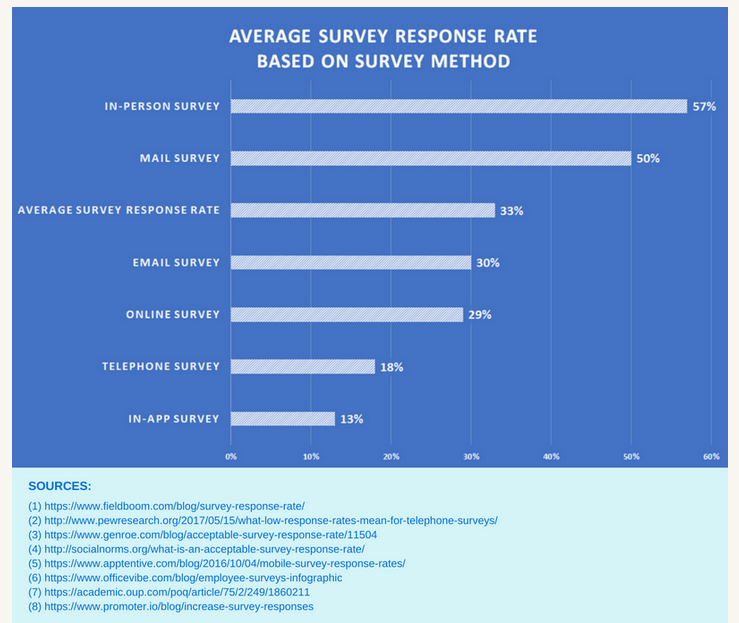 AVERAGE SURVEY RESPONSE RATE
BASED ON SURVEY METHOD
IN-PERSON SURVEY 57%
MAIL SURVEY 50%
AVERAGE SURVEY RESPONSE RATE 33%
EMAIL SURVEY 30%
ONLINE SURVEY 29%
TELEPHONE SURVEY 18%
IN-APP SURVEY 13%
0% 10% 20% 30% 40% 50% 60%
SOURCES:
(1) https://www.fieldboom.com/blog/survey-response-rate/
(2) http://www.pewresearch.org/2017/05/15/what-low-response-rates-mean-for-telephone-surveys/
(3) https://www.genroe.com/blog/acceptable-survey-response-rate/11504
(4) http://socialnorms.org/what-is-an-acceptable-survey-response-rate/
(5) https://www.apptentive.com/blog/2016/10/04/mobile-survey-response-rates/
(6) https://www.officevibe.com/blog/employee-surveys-infographic
(7) https://academic.oup.com/poq/article/75/2/249/1860211
(8) https://www.promoter.io/blog/increase-survey-responses